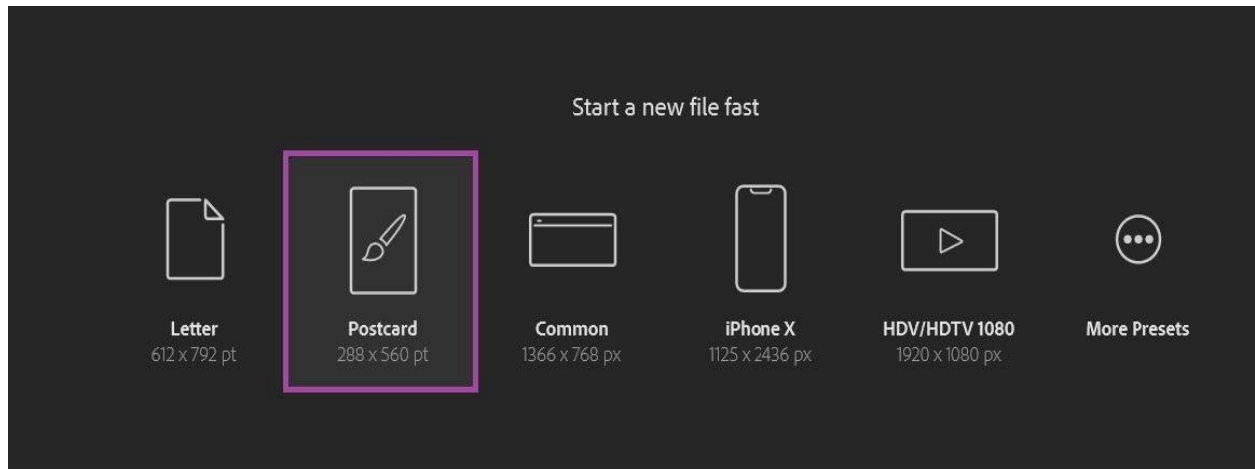 Start a new file fast
Letter
612 x 792 pt
Postcard
288 x 560 pt
Common
1366 x 768 px
iPhone X
1125 x 2436 px
HDV/HDTV 1080
1920 x 1080 px
More Presets